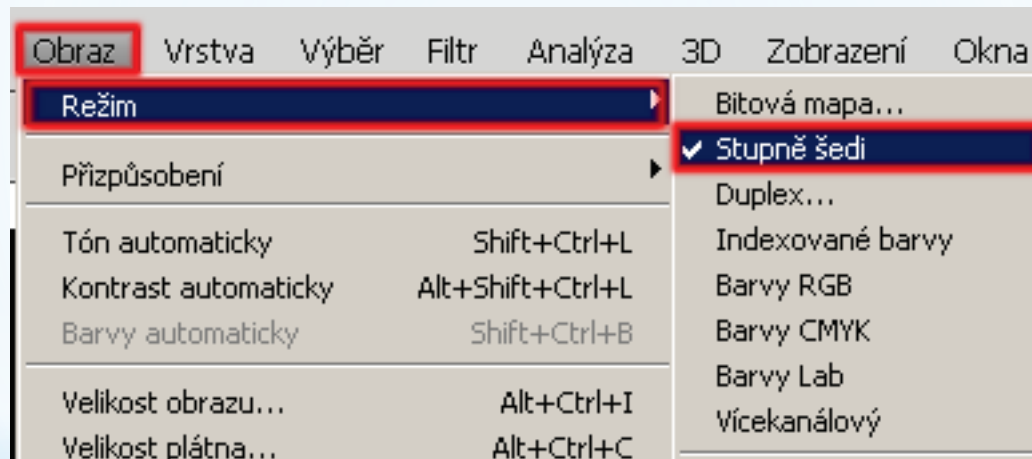 Obraz Vrstva Výběr Filtr Analýza 3D Zobrazení Okna
Režim
Přizpůsobení
Tón automaticky Shift+Ctrl+L
Kontrast automaticky Alt+Shift+Ctrl+L
Barvy automaticky Shift+Ctrl+B
Velikost obrazu... Alt+Ctrl+I
Velikost plátna... Alt+Ctrl+C
Bitová mapa...
Stupně šedi
Duplex...
Indexované barvy
Barvy RGB
Barvy CMYK
Barvy Lab
Vícekanálový